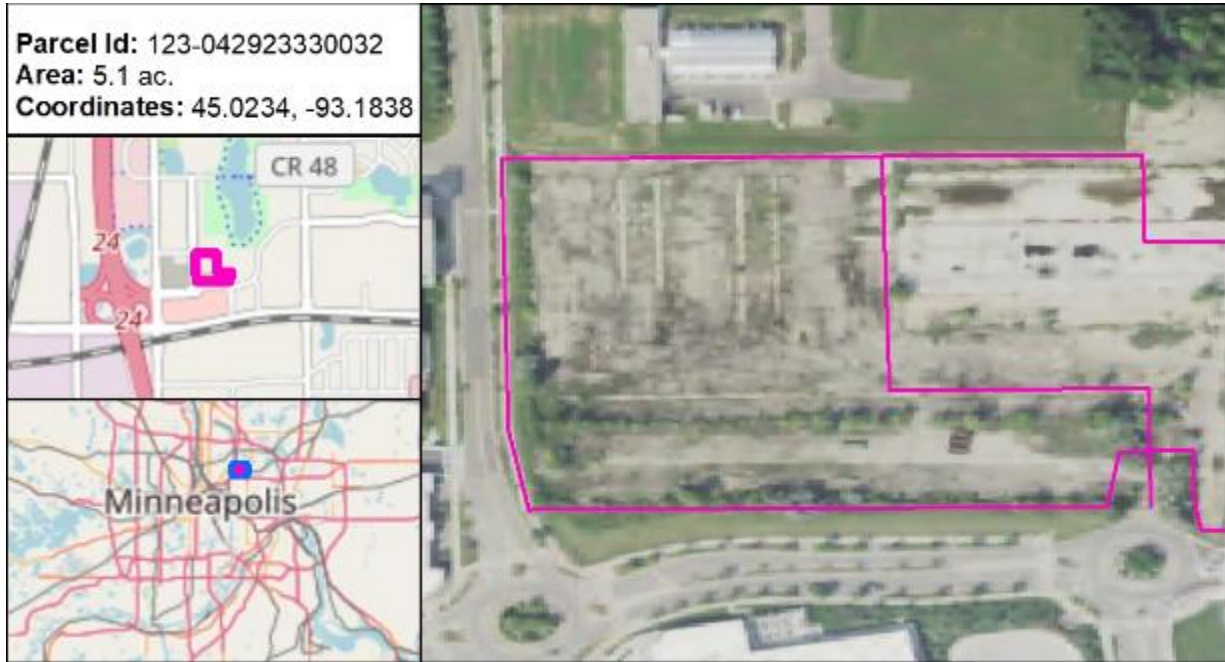 Parcel Id: 123-042923330032
Area: 5.1 ac.
Coordinates: 45.0234, -93.1838
CR 48
24
24
Minneapolis